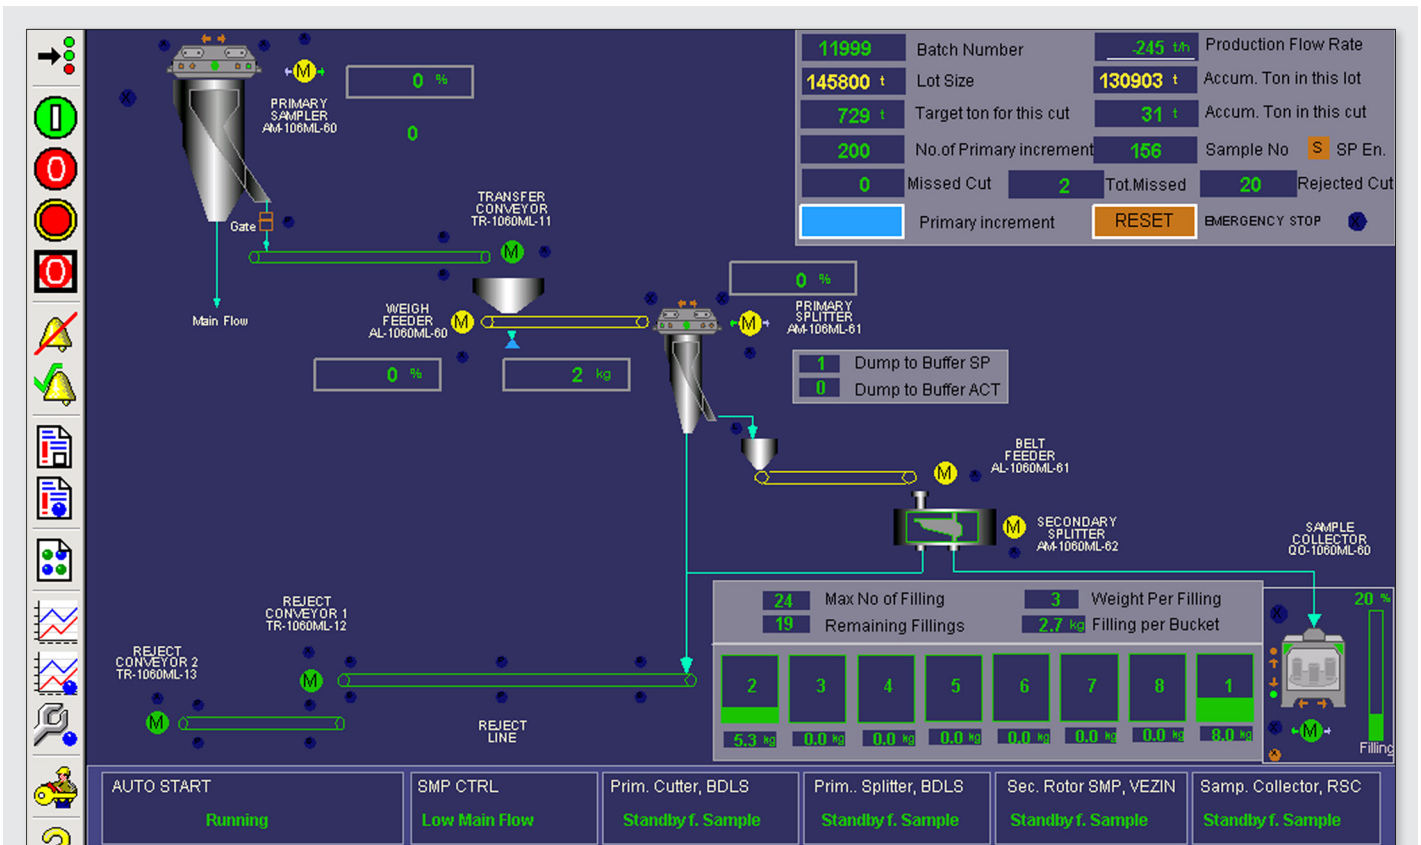 11999 Batch Number -245 t/h Production Flow Rate
145800 t Lot Size 130903 t Accum. Ton in this lot
729 t Target ton for this cut 31 t Accum. Ton in this cut
200 No.of Primary increment 156 Sample No S SP En.
0 Missed Cut 2 Tot.Missed 20 Rejected Cut
Primary increment RESET EMERGENCY STOP
M
0 %
PRIMARY
SAMPLER
AM-106ML-60
0
Gate
Main Flow
TRANSFER
CONVEYOR
TR-1060ML-11
M
WEIGH
FEEDER
AL-1060ML-60
M
0 %
2 kg
0 %
M
PRIMARY
SPLITTER
AM-106ML-61
1 Dump to Buffer SP
0 Dump to Buffer ACT
BELT
FEEDER
AL-1060ML-61
M
M
SECONDARY
SPLITTER
AM-1060ML-62
SAMPLE
COLLECTOR
QO-1060ML-60
24 Max No of Filling 3 Weight Per Filling
19 Remaining Fillings 2.7 kg Filling per Bucket
2 3 4 5 6 7 8 1
5.3 kg 0.0 kg 0.0 kg 0.0 kg 0.0 kg 0.0 kg 0.0 kg 8.0 kg
20 %
M
Filling
REJECT
CONVEYOR 1
TR-1060ML-12
M
REJECT
CONVEYOR 2
TR-1060ML-13
M
REJECT
LINE
AUTO START
Running
SMP CTRL
Low Main Flow
Prim. Cutter, BDLS
Standby f. Sample
Prim.. Splitter, BDLS
Standby f. Sample
Sec. Rotor SMP, VEZIN
Standby f. Sample
Samp. Collector, RSC
Standby f. Sample